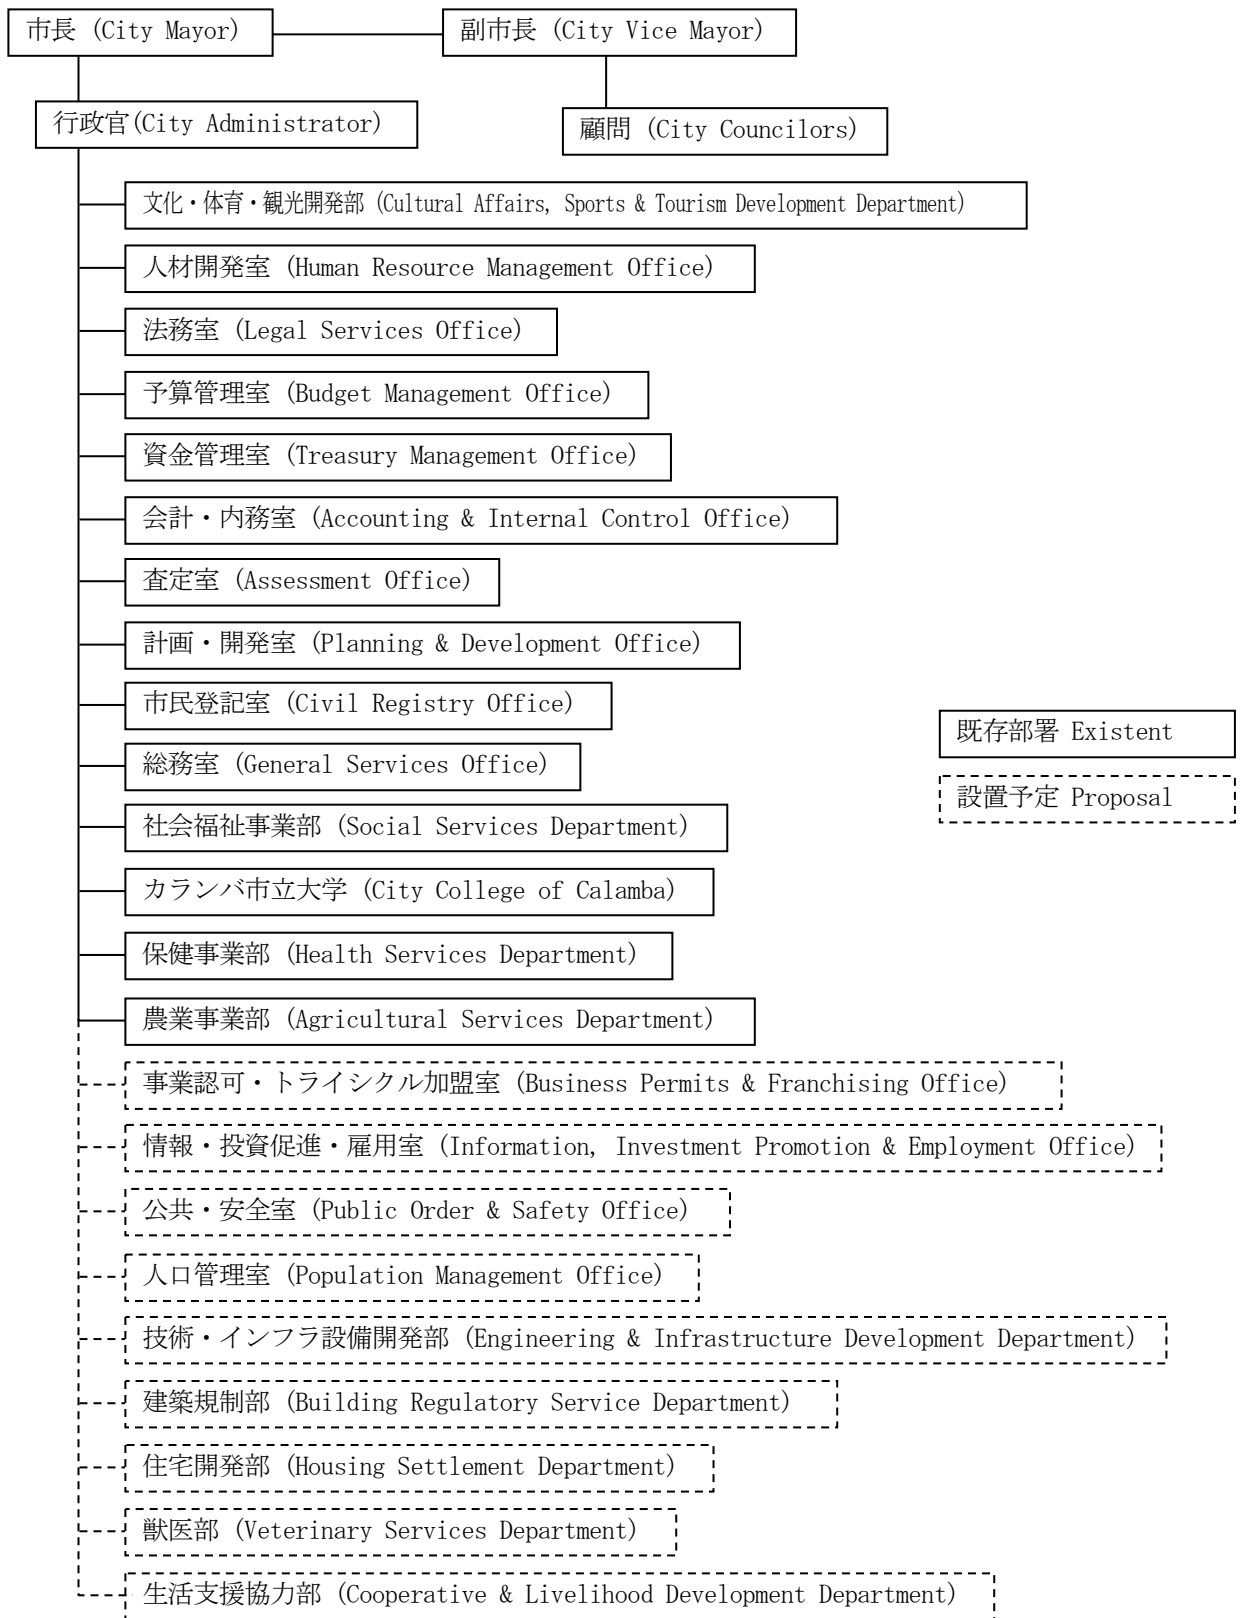 市長 (City Mayor)
副市長 (City Vice Mayor)
行政官(City Administrator)
顧問 (City Councilors)
文化・体育・観光開発部 (Cultural Affairs, Sports & Tourism Development Department)
人材開発室 (Human Resource Management Office)
法務室 (Legal Services Office)
予算管理室 (Budget Management Office)
資金管理室 (Treasury Management Office)
会計・内務室 (Accounting & Internal Control Office)
査定室 (Assessment Office)
計画・開発室 (Planning & Development Office)
市民登記室 (Civil Registry Office)
総務室 (General Services Office)
社会福祉事業部 (Social Services Department)
カランバ市立大学 (City College of Calamba)
保健事業部 (Health Services Department)
農業事業部 (Agricultural Services Department)
事業認可・トライシクル加盟室 (Business Permits & Franchising Office)
情報・投資促進・雇用室 (Information, Investment Promotion & Employment Office)
公共・安全室 (Public Order & Safety Office)
人口管理室 (Population Management Office)
技術・インフラ設備開発部 (Engineering & Infrastructure Development Department)
建築規制部 (Building Regulatory Service Department)
住宅開発部 (Housing Settlement Department)
獣医部 (Veterinary Services Department)
生活支援協力部 (Cooperative & Livelihood Development Department)
既存部署 Existent
設置予定 Proposal